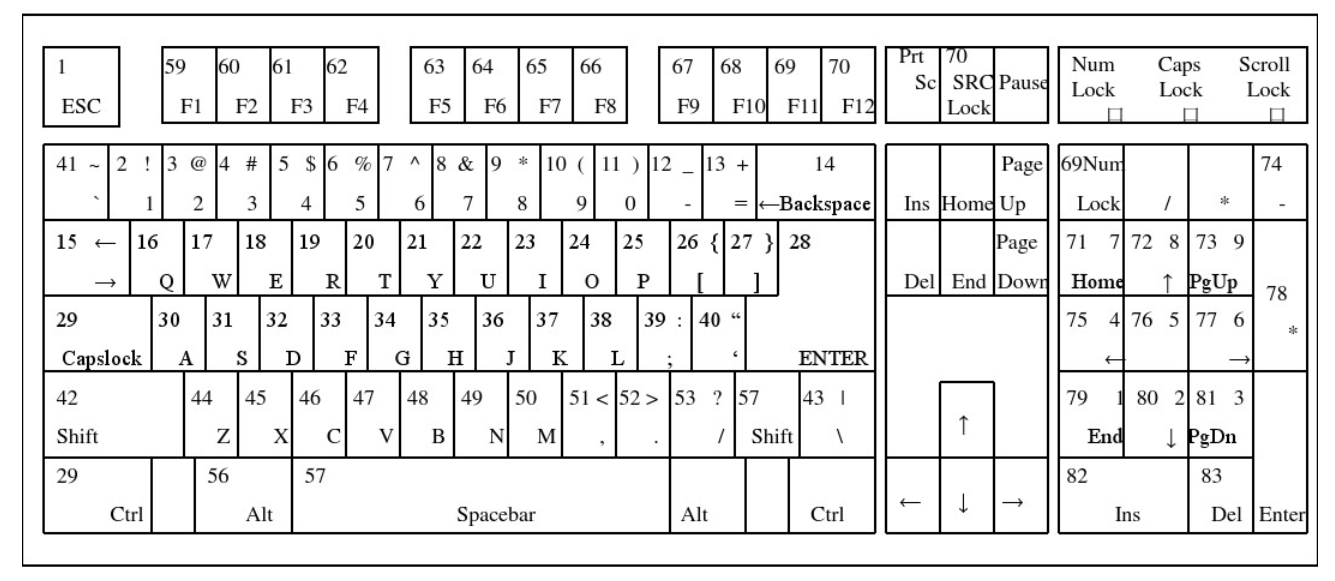 1 59 60 61 62 63 64 65 66 67 68 69 70 Prt 70 Num Caps Scroll
Sc SRC Pause Lock Lock Lock
ESC F1 F2 F3 F4 F5 F6 F7 F8 F9 F10 F11 F12 Lock
41 ~ 2 ! 3 @ 4 # 5 $ 6 % 7 ^ 8 & 9 * 10 ( 11 ) 12 _ 13 + 14 Page 69Num 74
` 1 2 3 4 5 6 7 8 9 0 - = ←Backspace Ins Home Up Lock / * -
15 ← 16 17 18 19 20 21 22 23 24 25 26 { 27 } 28 Page 71 7 72 8 73 9
→ Q W E R T Y U I O P [ ] Del End Down Home ↑ PgUp 78
29 30 31 32 33 34 35 36 37 38 39 : 40 “ 75 4 76 5 77 6 *
Capslock A S D F G H J K L ; ‘ ENTER ← →
42 44 45 46 47 48 49 50 51 < 52 > 53 ? 57 43 | 79 1 80 2 81 3
Shift Z X C V B N M , . / Shift \ ↑ End ↓ PgDn
29 56 57 82 83
Ctrl Alt Spacebar Alt Ctrl ← ↓ → Ins Del Enter